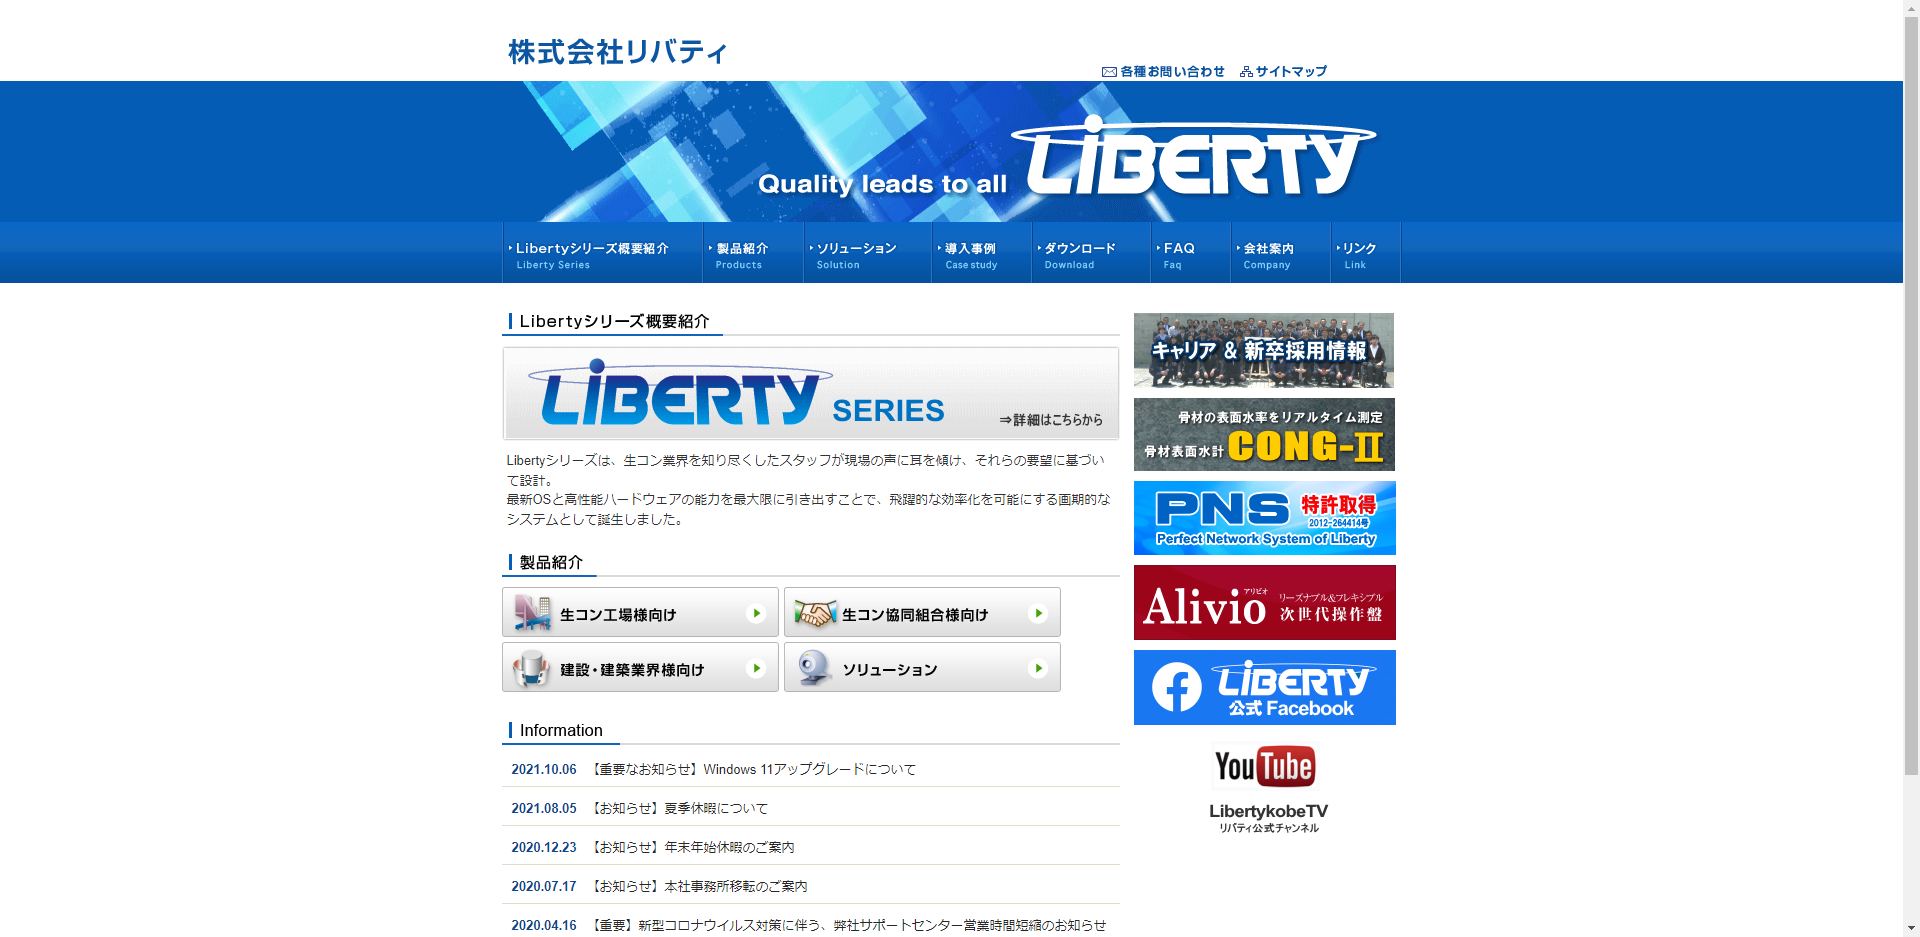 株式会社リバティ
各種お問い合わせ サイトマップ
Quality leads to all LIBERTY
Libertyシリーズ概要紹介 製品紹介 ソリューション 導入事例 ダウンロード FAQ 会社案内 リンク
Liberty Series Products Solution Case study Download Faq Company Link
Libertyシリーズ概要紹介
LIBERTY SERIES
⇒詳細はこちらから
Libertyシリーズは、生コン業界を知り尽くしたスタッフが現場の声に耳を傾け、それらの要望に基づい
て設計。
最新OSと高性能ハードウェアの能力を最大限に引き出すことで、飛躍的な効率化を可能にする画期的な
システムとして誕生しました。
製品紹介
生コン工場様向け
生コン協同組合様向け
建設・建築業界様向け
ソリューション
Information
2021.10.06 【重要なお知らせ】Windows 11アップグレードについて
2021.08.05 【お知らせ】夏季休暇について
2020.12.23 【お知らせ】年末年始休暇のご案内
2020.07.17 【お知らせ】本社事務所移転のご案内
2020.04.16 【重要】新型コロナウイルス対策に伴う、弊社サポートセンター営業時間短縮のお知らせ
キャリア & 新卒採用情報
骨材の表面水率をリアルタイム測定
骨材表面水計 CONG-II
PNS 特許取得
2012-264414号
Perfect Network System of Liberty
Alivio アリビオ
リーズナブル&フレキシブル
次世代操作盤
LIBERTY
公式 Facebook
YouTube
LibertykobeTV
リバティ公式チャンネル